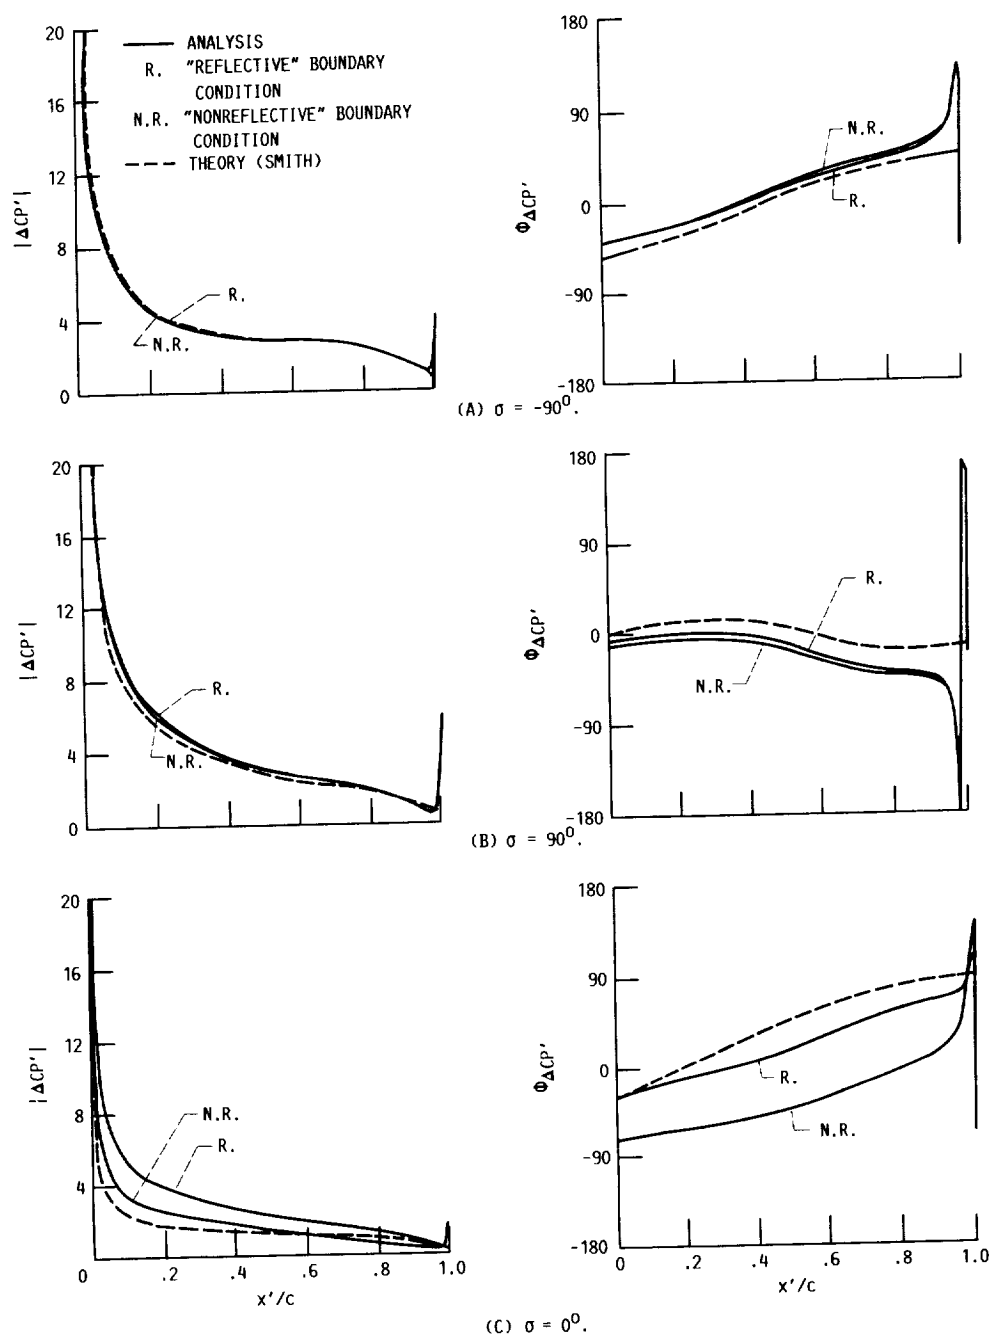 20
16
12
8
4
0
|ΔCP′|
ANALYSIS
R. "REFLECTIVE" BOUNDARY
CONDITION
N.R. "NONREFLECTIVE" BOUNDARY
CONDITION
THEORY (SMITH)
R.
N.R.
180
90
0
-90
-180
ΦΔCP′
N.R.
R.
(A) σ = -90⁰.
20
16
12
8
4
0
|ΔCP′|
R.
N.R.
180
90
0
-90
-180
ΦΔCP′
R.
N.R.
(B) σ = 90⁰.
20
16
12
8
4
|ΔCP′|
N.R.
R.
0 .2 .4 .6 .8 1.0
x′/c
180
90
0
-90
-180
ΦΔCP′
R.
N.R.
0 .2 .4 .6 .8 1.0
x′/c
(C) σ = 0⁰.